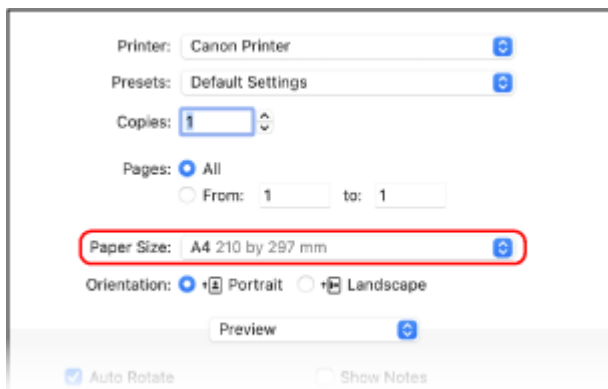 Printer: Canon Printer
Presets: Default Settings
Copies: 1
Pages: All
From: 1 to: 1
Paper Size: A4 210 by 297 mm
Orientation: Portrait Landscape
Preview
Auto Rotate Show Notes